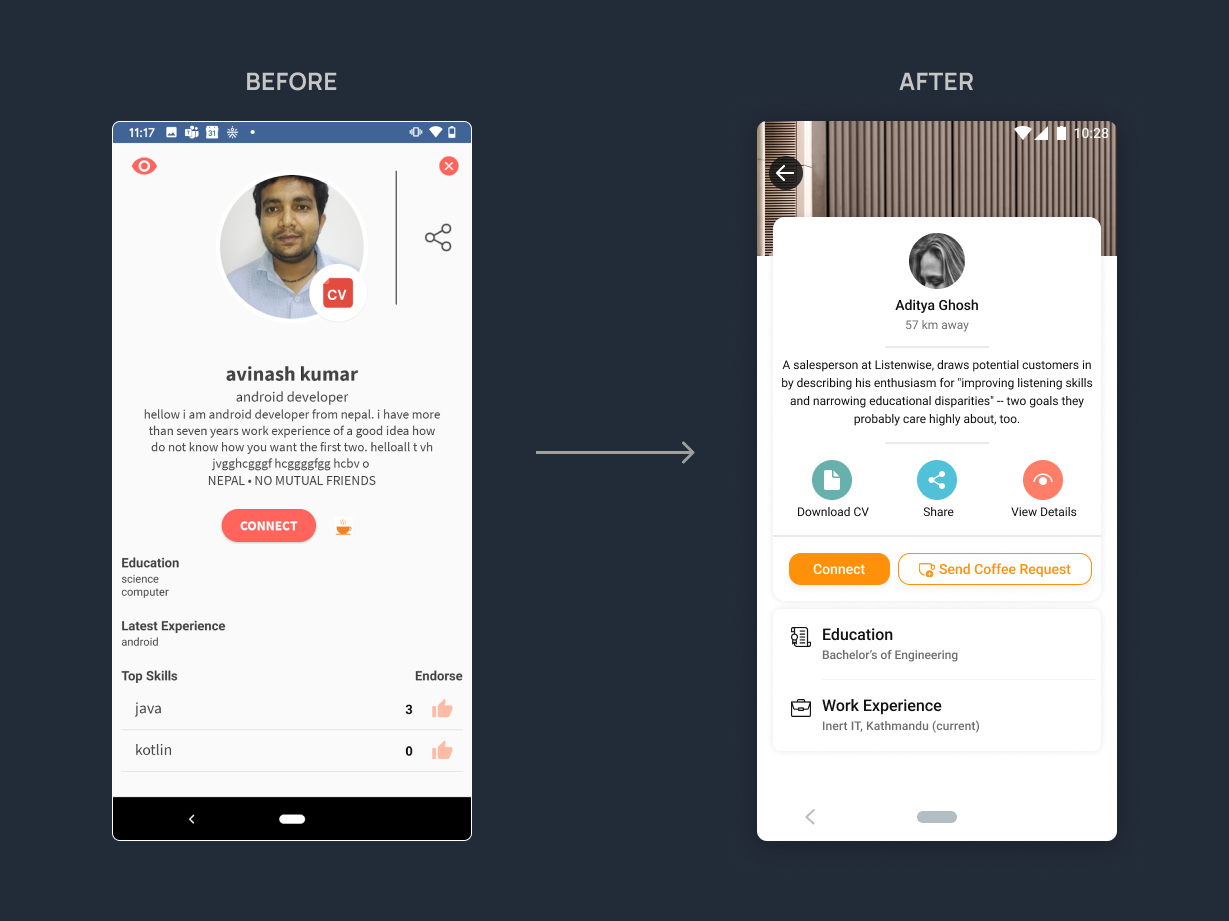 BEFORE
11:17
31
CV
avinash kumar
android developer
hellow i am android developer from nepal. i have more
than seven years work experience of a good idea how
do not know how you want the first two. helloall t vh
jvgghcgggf hcggggfgg hcbv o
NEPAL • NO MUTUAL FRIENDS
CONNECT
Education
science
computer
Latest Experience
android
Top Skills Endorse
java 3
kotlin 0
AFTER
10:28
Aditya Ghosh
57 km away
A salesperson at Listenwise, draws potential customers in
by describing his enthusiasm for "improving listening skills
and narrowing educational disparities" -- two goals they
probably care highly about, too.
Download CV Share View Details
Connect Send Coffee Request
Education
Bachelor's of Engineering
Work Experience
Inert IT, Kathmandu (current)